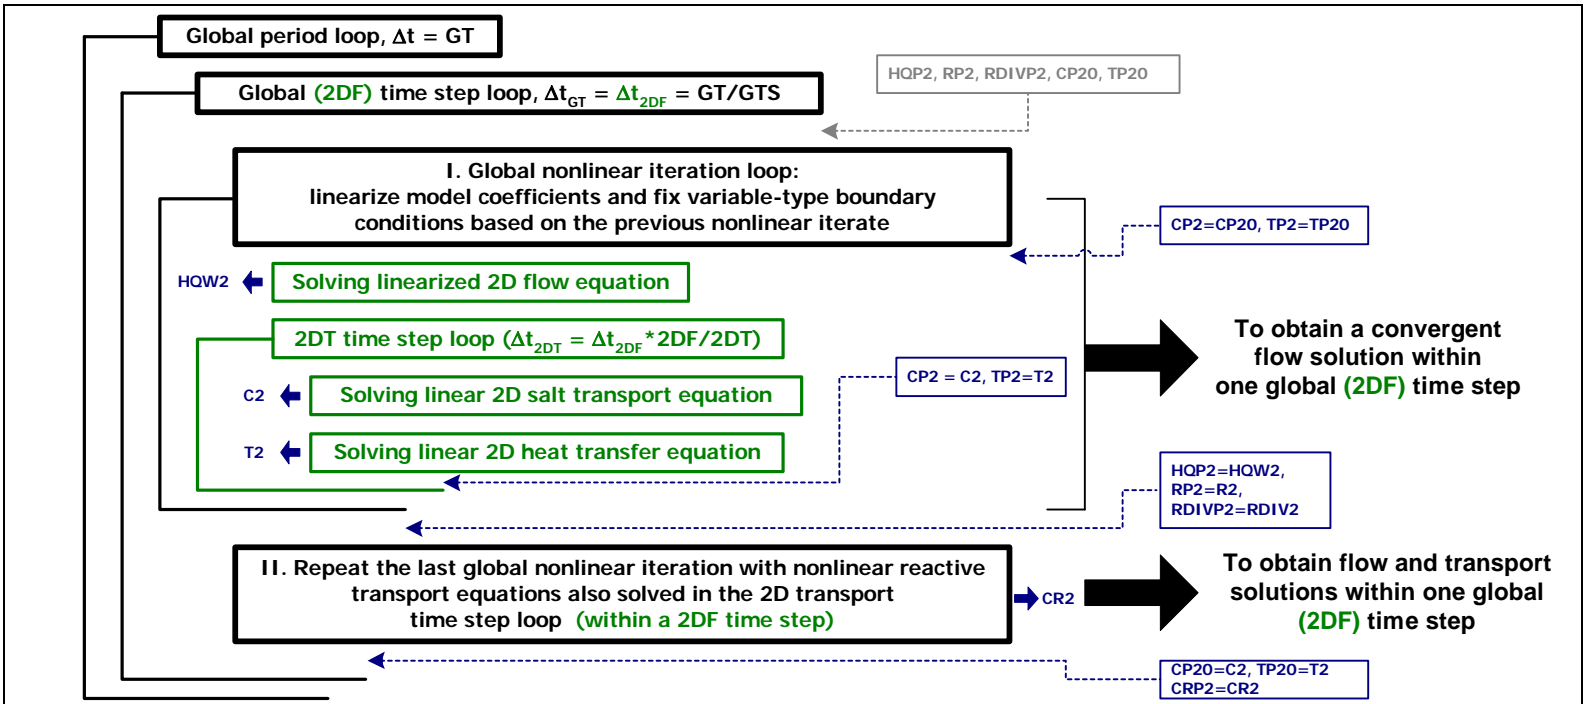 Global period loop, Δt = GT
HQP2, RP2, RDIVP2, CP20, TP20
Global (2DF) time step loop, Δt_GT = Δt_2DF = GT/GTS
I. Global nonlinear iteration loop:
linearize model coefficients and fix variable-type boundary
conditions based on the previous nonlinear iterate
CP2=CP20, TP2=TP20
HQW2
Solving linearized 2D flow equation
2DT time step loop (Δt_2DT = Δt_2DF*2DF/2DT)
To obtain a convergent
flow solution within
one global (2DF) time step
CP2 = C2, TP2=T2
C2
Solving linear 2D salt transport equation
T2
Solving linear 2D heat transfer equation
HQP2=HQW2,
RP2=R2,
RDIVP2=RDIV2
II. Repeat the last global nonlinear iteration with nonlinear reactive
transport equations also solved in the 2D transport
time step loop (within a 2DF time step)
CR2
To obtain flow and transport
solutions within one global
(2DF) time step
CP20=C2, TP20=T2
CRP2=CR2